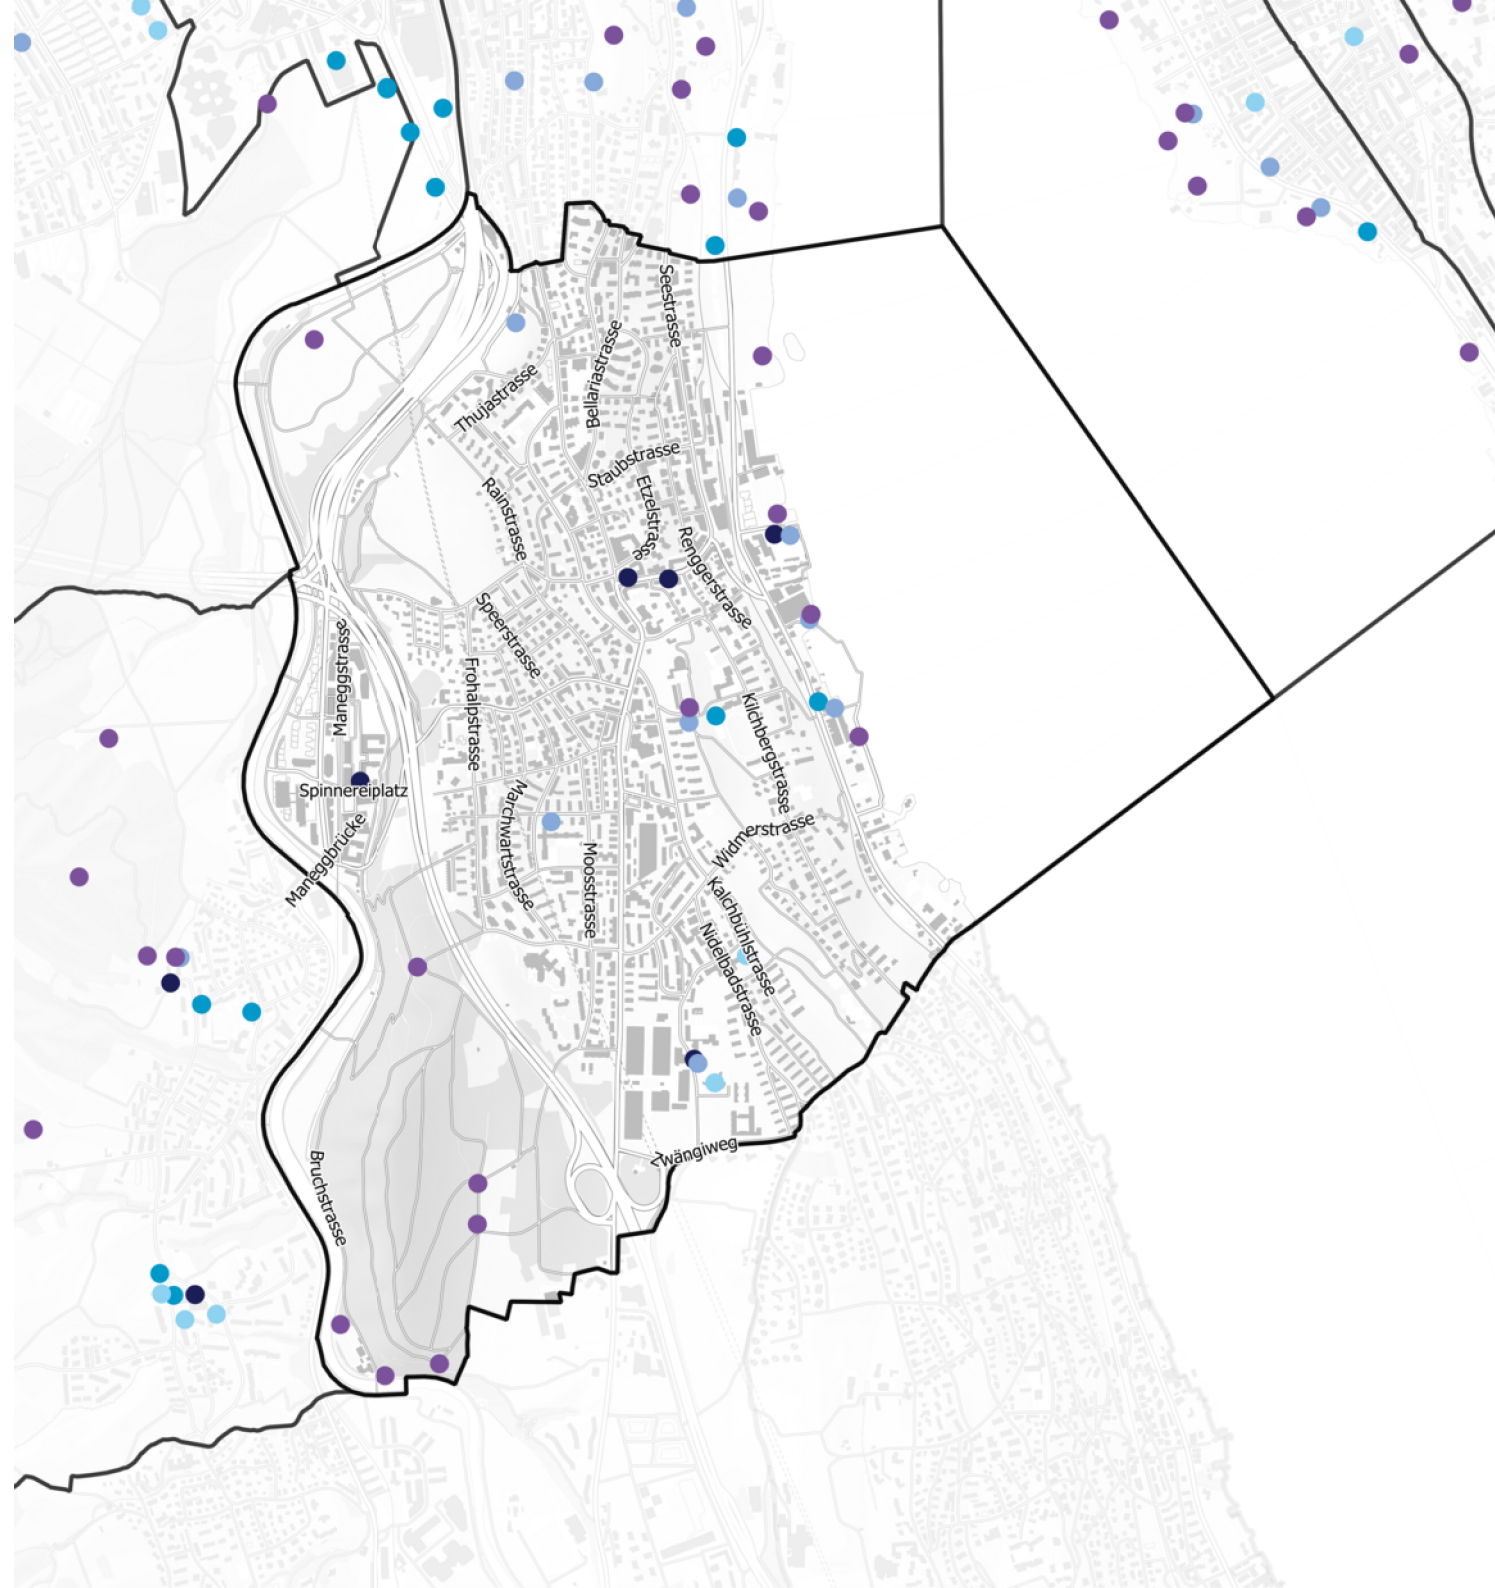 Seestrasse
Bellariastrasse
Thujastrasse
Staubstrasse
Etzelstrasse
Rainstrasse
Renggerstrasse
Speerstrasse
Maneggstrasse
Frohalpstrasse
Kilchbergstrasse
Spinnereiplatz
Marchwartstrasse
Maneggbrücke
Widmerstrasse
Moosstrasse
Kalchbühlstrasse
Nidelbadstrasse
Zwängiweg
Bruchstrasse